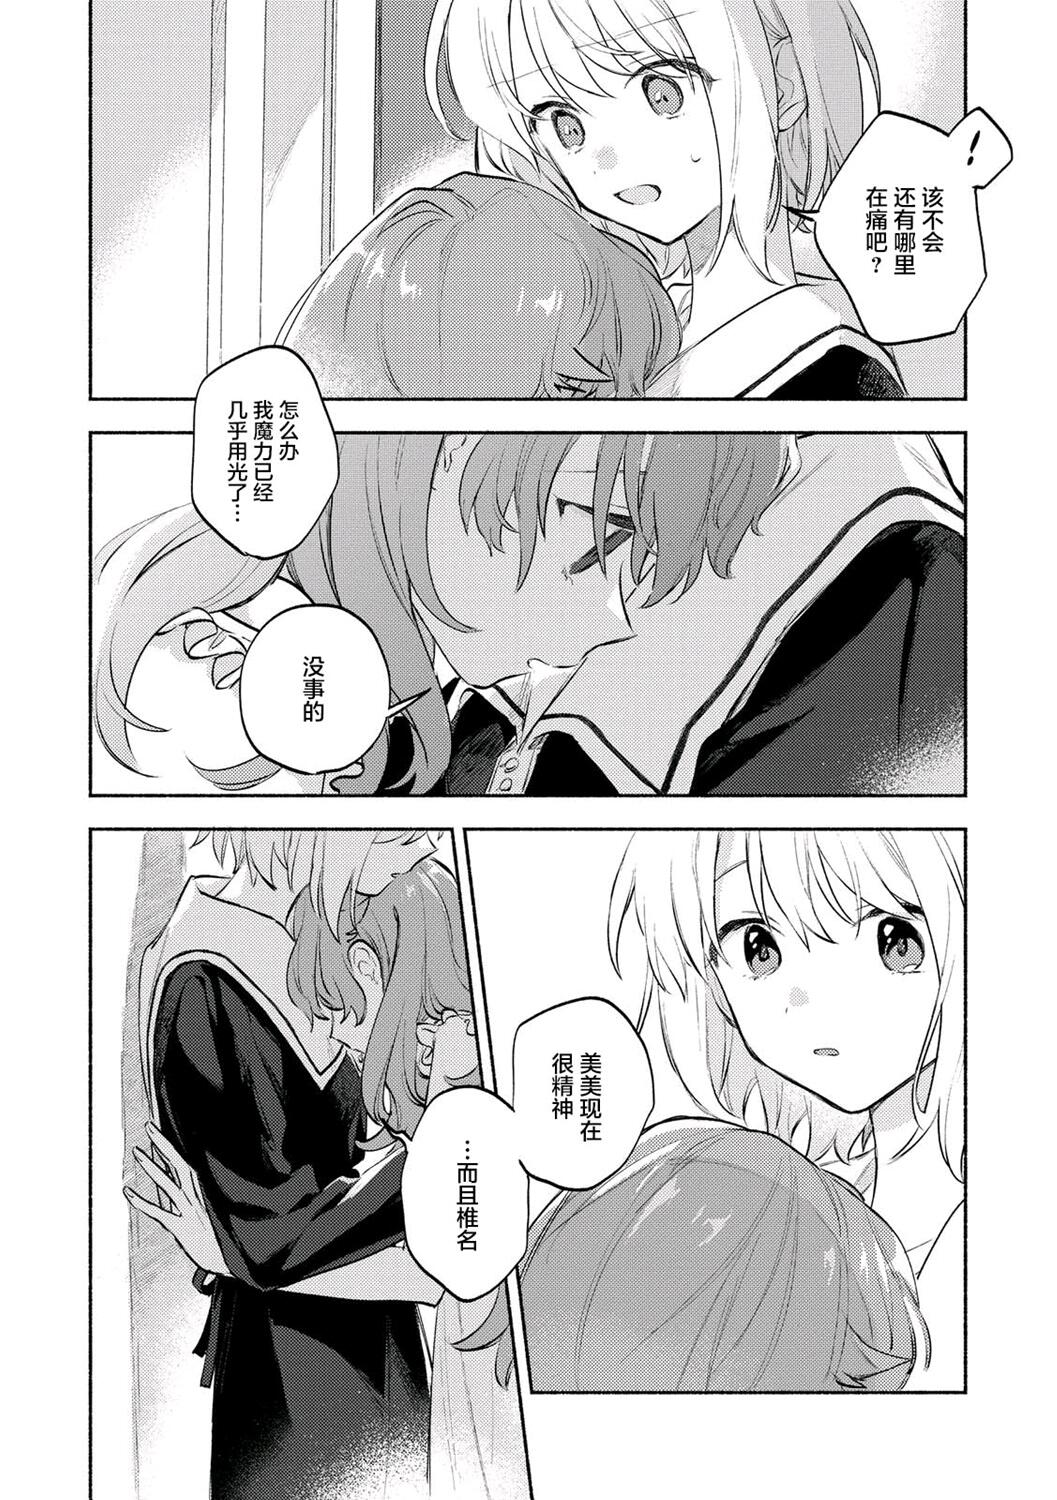 ！
该不会
还有哪里
在痛吧？
怎么办
我魔力已经
几乎用光了…
没事的
美美现在
很精神
…而且椎名